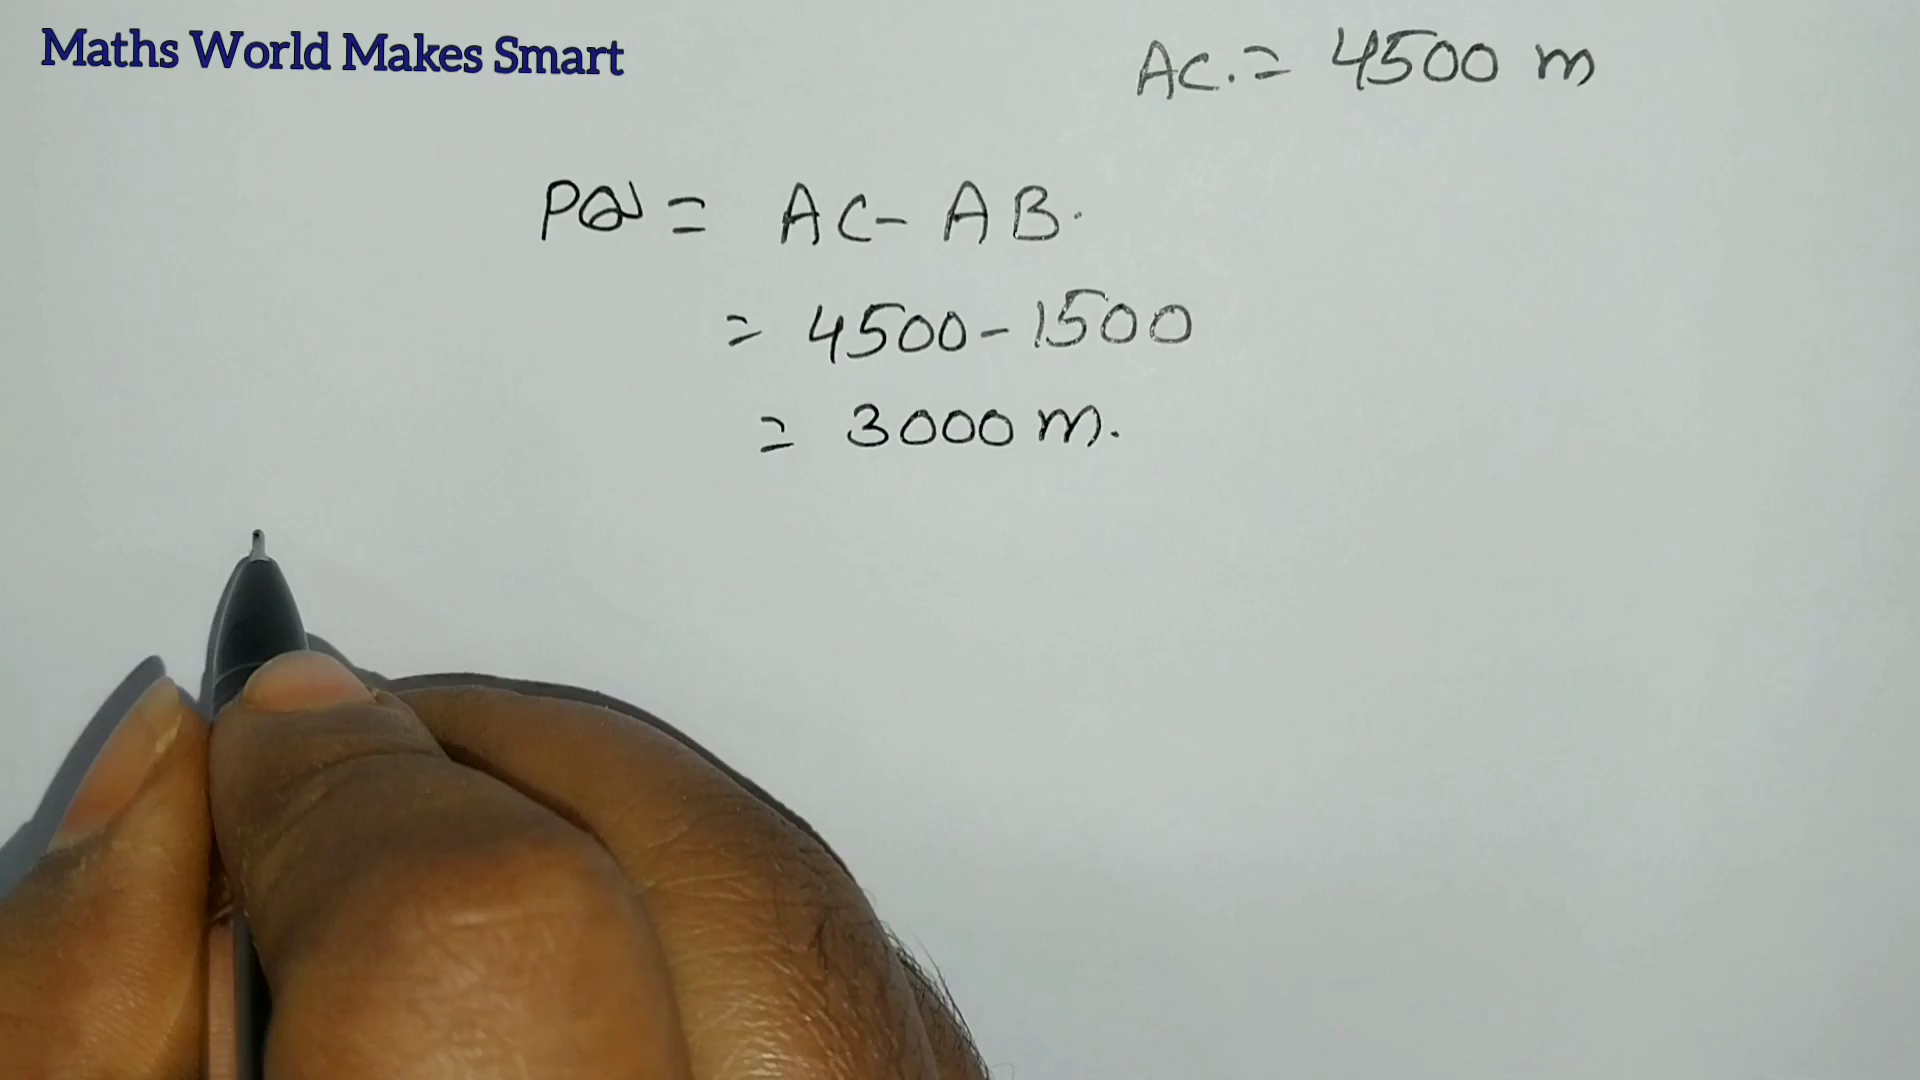 Maths World Makes Smart
AC. = 4500 m
PQ = AC - AB.
= 4500 - 1500
= 3000 m.